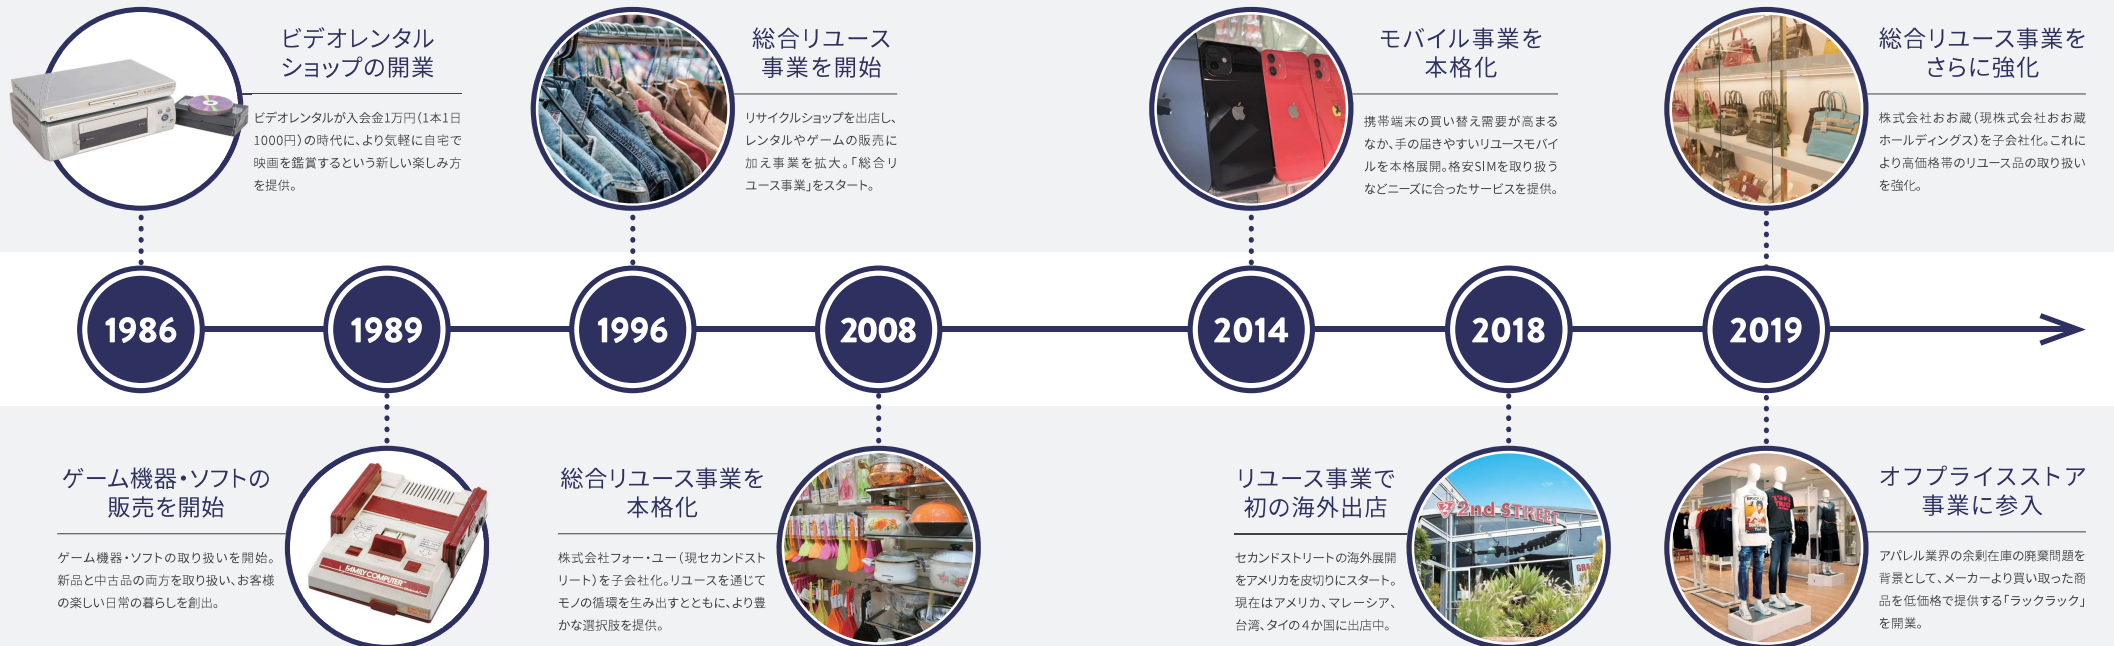 ビデオレンタル
ショップの開業
ビデオレンタルが入会金1万円（1本1日
1000円）の時代に、より気軽に自宅で
映画を鑑賞するという新しい楽しみ方
を提供。
総合リユース
事業を開始
リサイクルショップを出店し、
レンタルやゲームの販売に
加え事業を拡大。「総合リ
ユース事業」をスタート。
モバイル事業を
本格化
携帯端末の買い替え需要が高まる
なか、手の届きやすいリユースモバイ
ルを本格展開。格安SIMを取り扱う
などニーズに合ったサービスを提供。
総合リユース事業を
さらに強化
株式会社おお蔵（現株式会社おお蔵
ホールディングス）を子会社化。これに
より高価格帯のリユース品の取り扱い
を強化。
1986
1989
1996
2008
2014
2018
2019
ゲーム機器・ソフトの
販売を開始
ゲーム機器・ソフトの取り扱いを開始。
新品と中古品の両方を取り扱い、お客様
の楽しい日常の暮らしを創出。
FAMILY COMPUTER
総合リユース事業を
本格化
株式会社フォー・ユー（現セカンドスト
リート）を子会社化。リユースを通じて
モノの循環を生み出すとともに、より豊
かな選択肢を提供。
リユース事業で
初の海外出店
セカンドストリートの海外展開
をアメリカを皮切りにスタート。
現在はアメリカ、マレーシア、
台湾、タイの4か国に出店中。
2nd STREET
オフプライスストア
事業に参入
アパレル業界の余剰在庫の廃棄問題を
背景として、メーカーより買い取った商
品を低価格で提供する「ラックラック」
を開業。